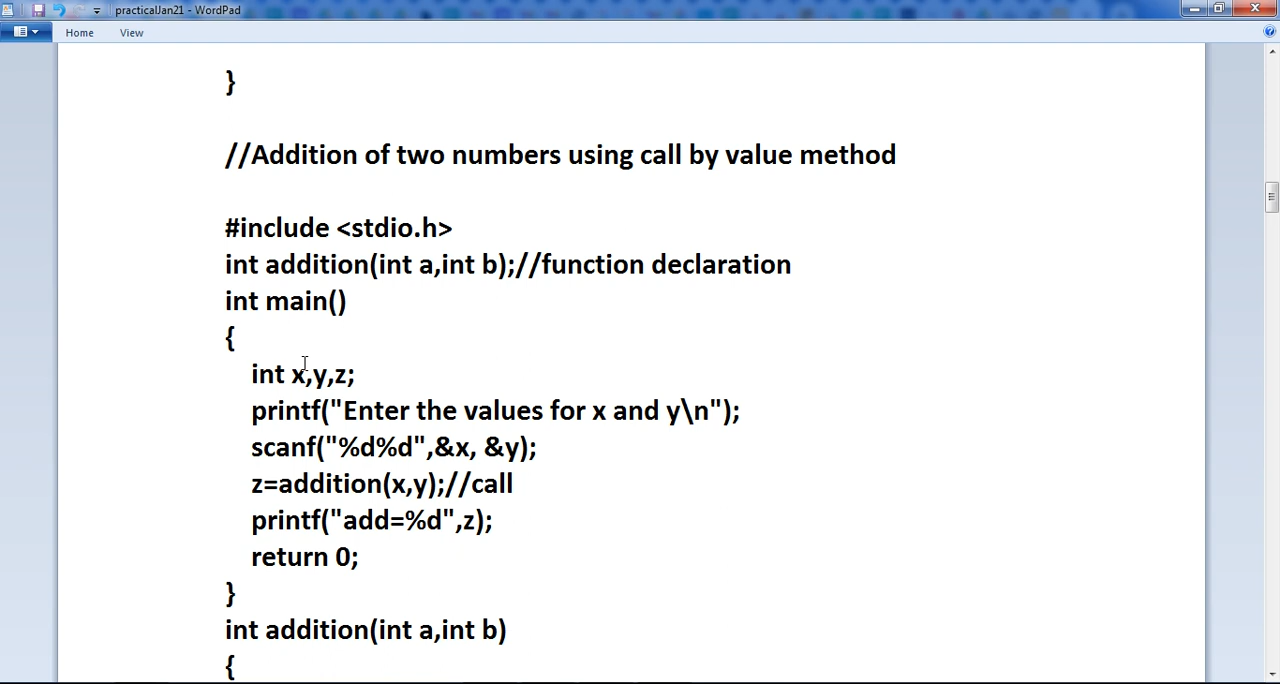 practicalJan21 - WordPad
Home View
}
//Addition of two numbers using call by value method
#include <stdio.h>
int addition(int a,int b);//function declaration
int main()
{
int x,y,z;
printf("Enter the values for x and y\n");
scanf("%d%d",&x, &y);
z=addition(x,y);//call
printf("add=%d",z);
return 0;
}
int addition(int a,int b)
{